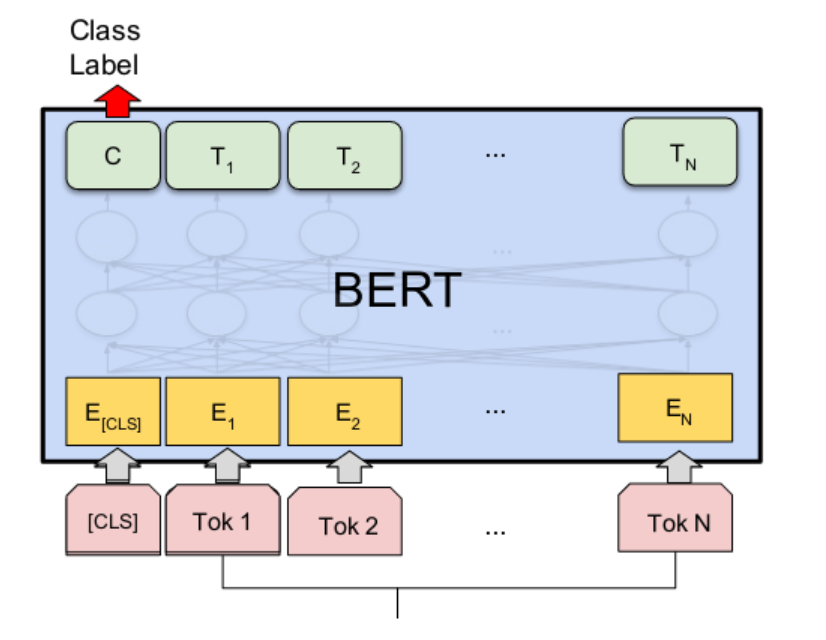 Class
Label
C T1 T2 ... TN
...
BERT
...
E[CLS] E1 E2 ... EN
[CLS] Tok 1 Tok 2 ... Tok N